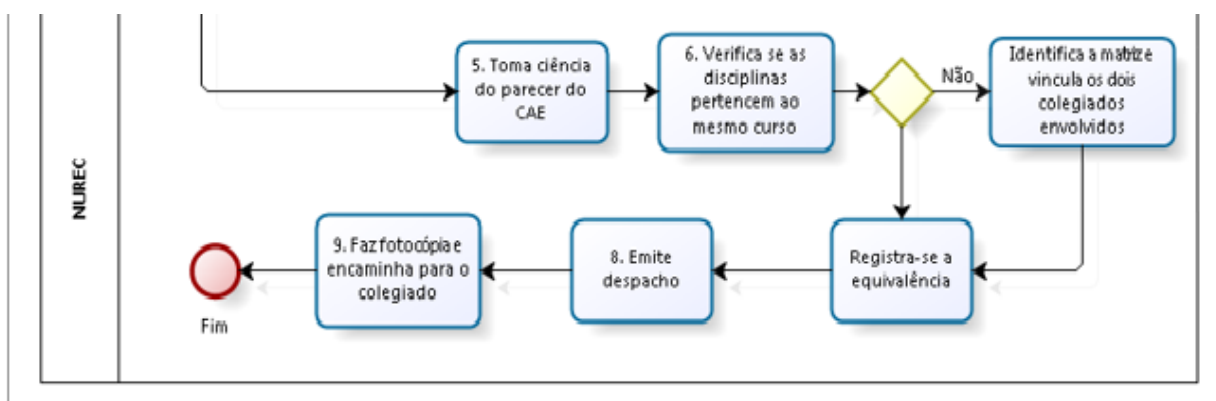 NUREC
5. Toma ciência
do parecer do
CAE
6. Verifica se as
disciplinas
pertencem ao
mesmo curso
Não
Identifica a matrize
vincula os dois
colegiados
envolvidos
9. Faz fotocópia e
encaminha para o
colegiado
8. Emite
despacho
Registra-se a
equivalência
Fim